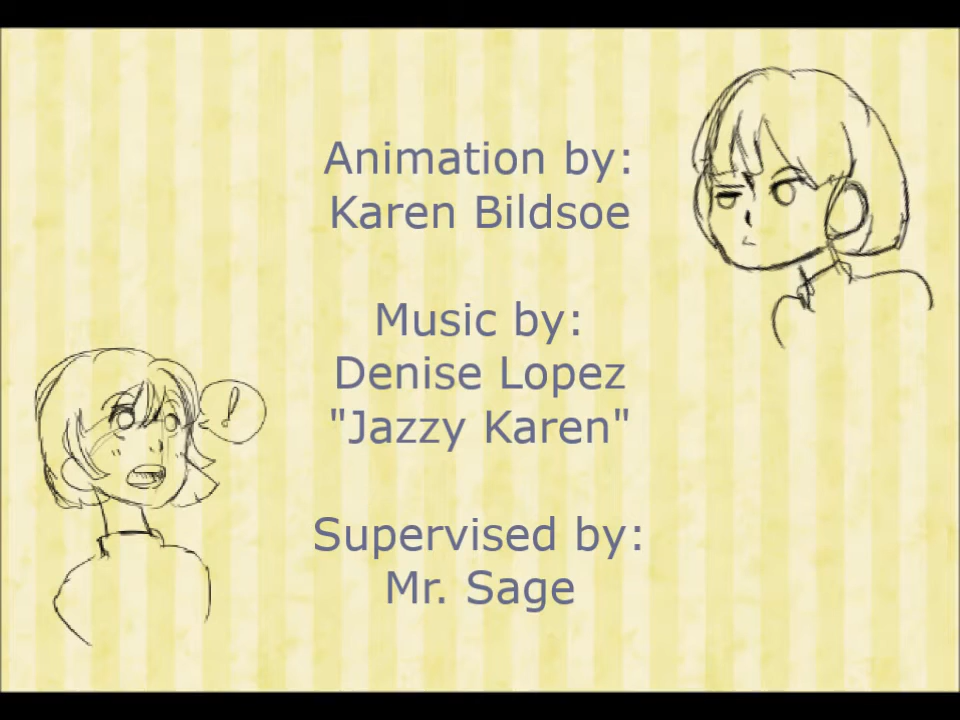 Animation by:
Karen Bildsoe
Music by:
Denise Lopez
"Jazzy Karen"
Supervised by:
Mr. Sage
!